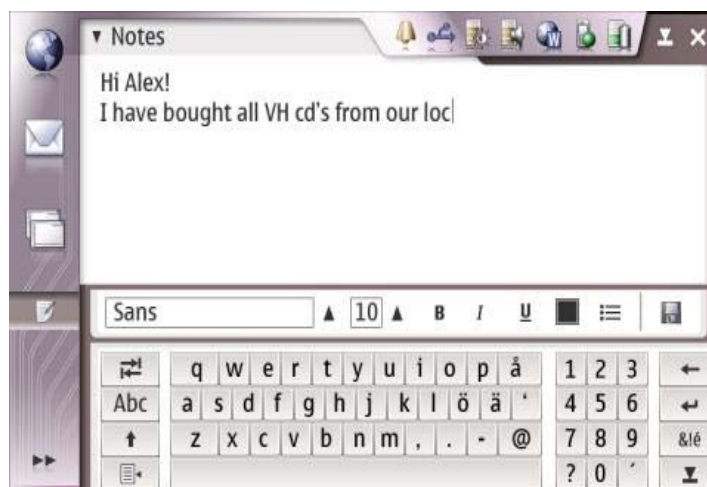 Notes
Hi Alex!
I have bought all VH cd's from our loc
Sans 10 B I U
q w e r t y u i o p å 1 2 3
Abc a s d f g h j k l ö ä ' 4 5 6
z x c v b n m , . - @ 7 8 9 &!é
? 0 ´